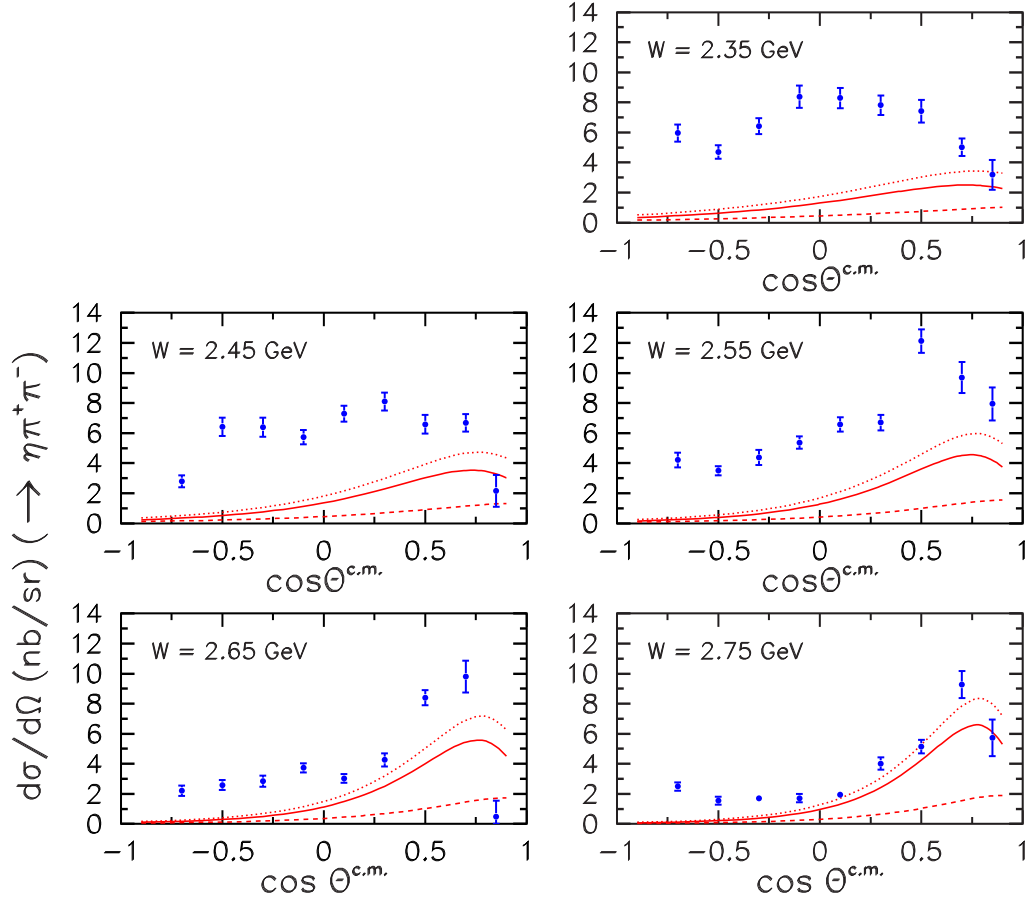 14
12
10
8
6
4
2
0
W = 2.35 GeV
−1 −0.5 0 0.5 1
cosΘc.m.
dσ/dΩ (nb/sr) ( → ηπ+π−)
14
12
10
8
6
4
2
0
W = 2.45 GeV
−1 −0.5 0 0.5 1
cosΘc.m.
14
12
10
8
6
4
2
0
W = 2.55 GeV
−1 −0.5 0 0.5 1
cosΘc.m.
14
12
10
8
6
4
2
0
W = 2.65 GeV
−1 −0.5 0 0.5 1
cos Θc.m.
14
12
10
8
6
4
2
0
W = 2.75 GeV
−1 −0.5 0 0.5 1
cos Θc.m.